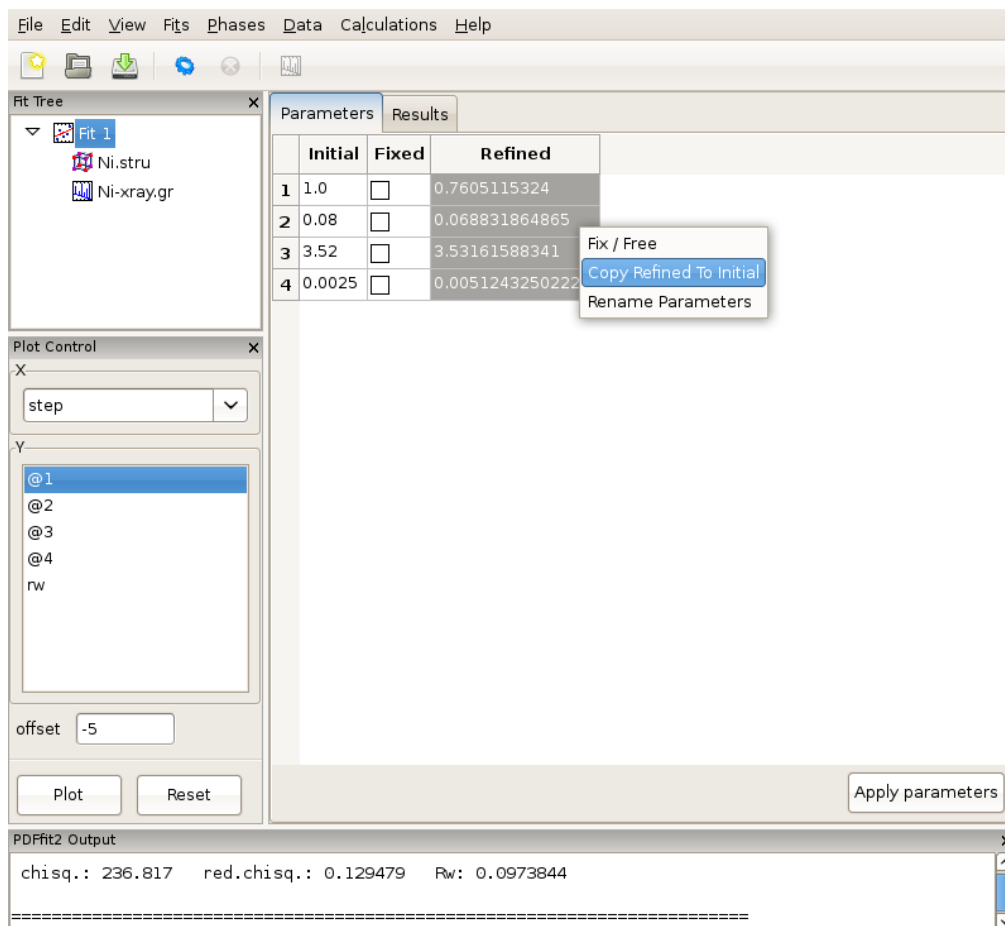 File Edit View Fits Phases Data Calculations Help
Fit Tree
Fit 1
Ni.stru
Ni-xray.gr
Plot Control
X
step
Y
@1
@2
@3
@4
rw
offset -5
Plot Reset
Parameters Results
Initial Fixed Refined
1 1.0 0.7605115324
2 0.08 0.068831864865
3 3.52 3.53161588341
4 0.0025 0.0051243250222
Fix / Free
Copy Refined To Initial
Rename Parameters
Apply parameters
PDFfit2 Output
chisq.: 236.817 red.chisq.: 0.129479 Rw: 0.0973844
========================================================================